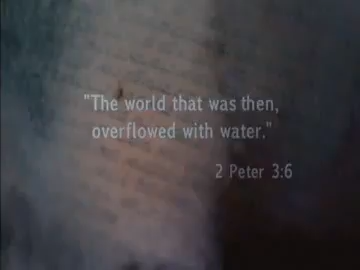 "The world that was then,
overflowed with water."
2 Peter 3:6